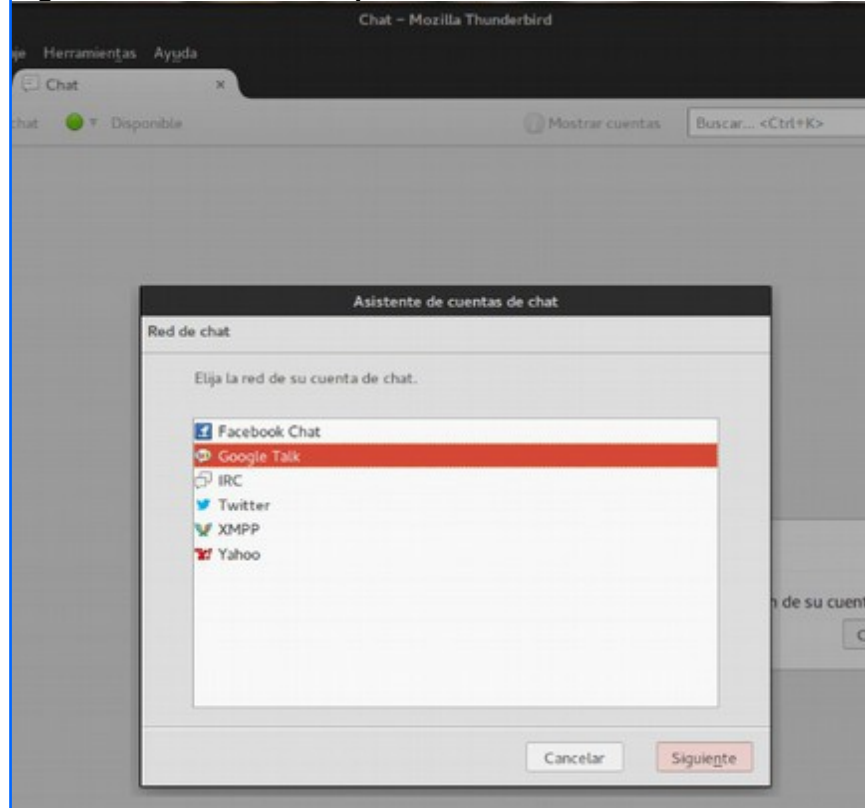 Chat – Mozilla Thunderbird
je Herramientas Ayuda
Chat ×
chat Disponible Mostrar cuentas Buscar... <Ctrl+K>
Asistente de cuentas de chat
Red de chat
Elija la red de su cuenta de chat.
Facebook Chat
Google Talk
IRC
Twitter
XMPP
Yahoo
n de su cuent
C
Cancelar Siguiente